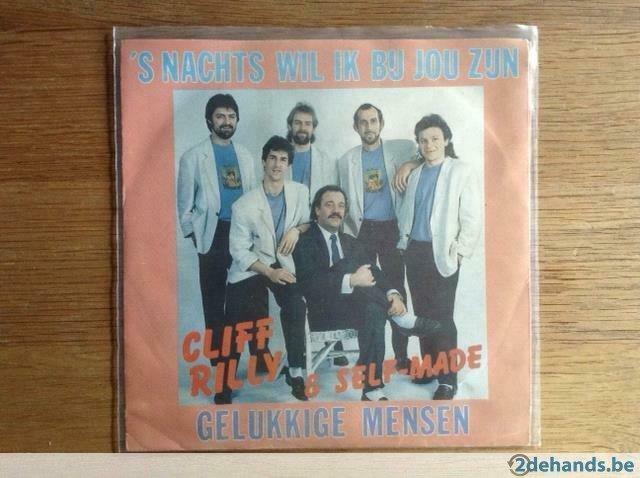 'S NACHTS WIL IK BIJ JOU ZIJN
CLIFF
RILLY & SELF-MADE
GELUKKIGE MENSEN
2dehands.be